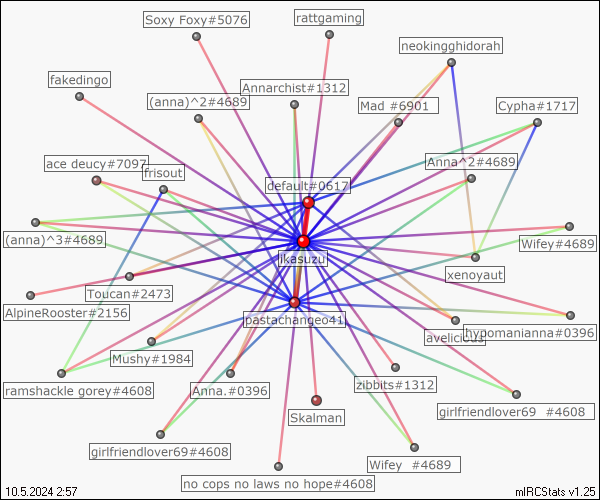 Soxy Foxy#5076
rattgaming
neokingghidorah
fakedingo
Annarchist#1312
(anna)^2#4689
Mad #6901
Cypha#1717
ace deucy#7097
frisout
Anna^2#4689
default#0617
(anna)^3#4689
ikasuzu
Wifey#4689
xenoyaut
Toucan#2473
AlpineRooster#2156
pastachangeo41
avelicious
hypomanianna#0396
Mushy#1984
ramshackle gorey#4608
Anna.#0396
zibbits#1312
Skalman
girlfriendlover69 #4608
girlfriendlover69#4608
Wifey #4689
no cops no laws no hope#4608
10.5.2024 2:57
mIRCStats v1.25